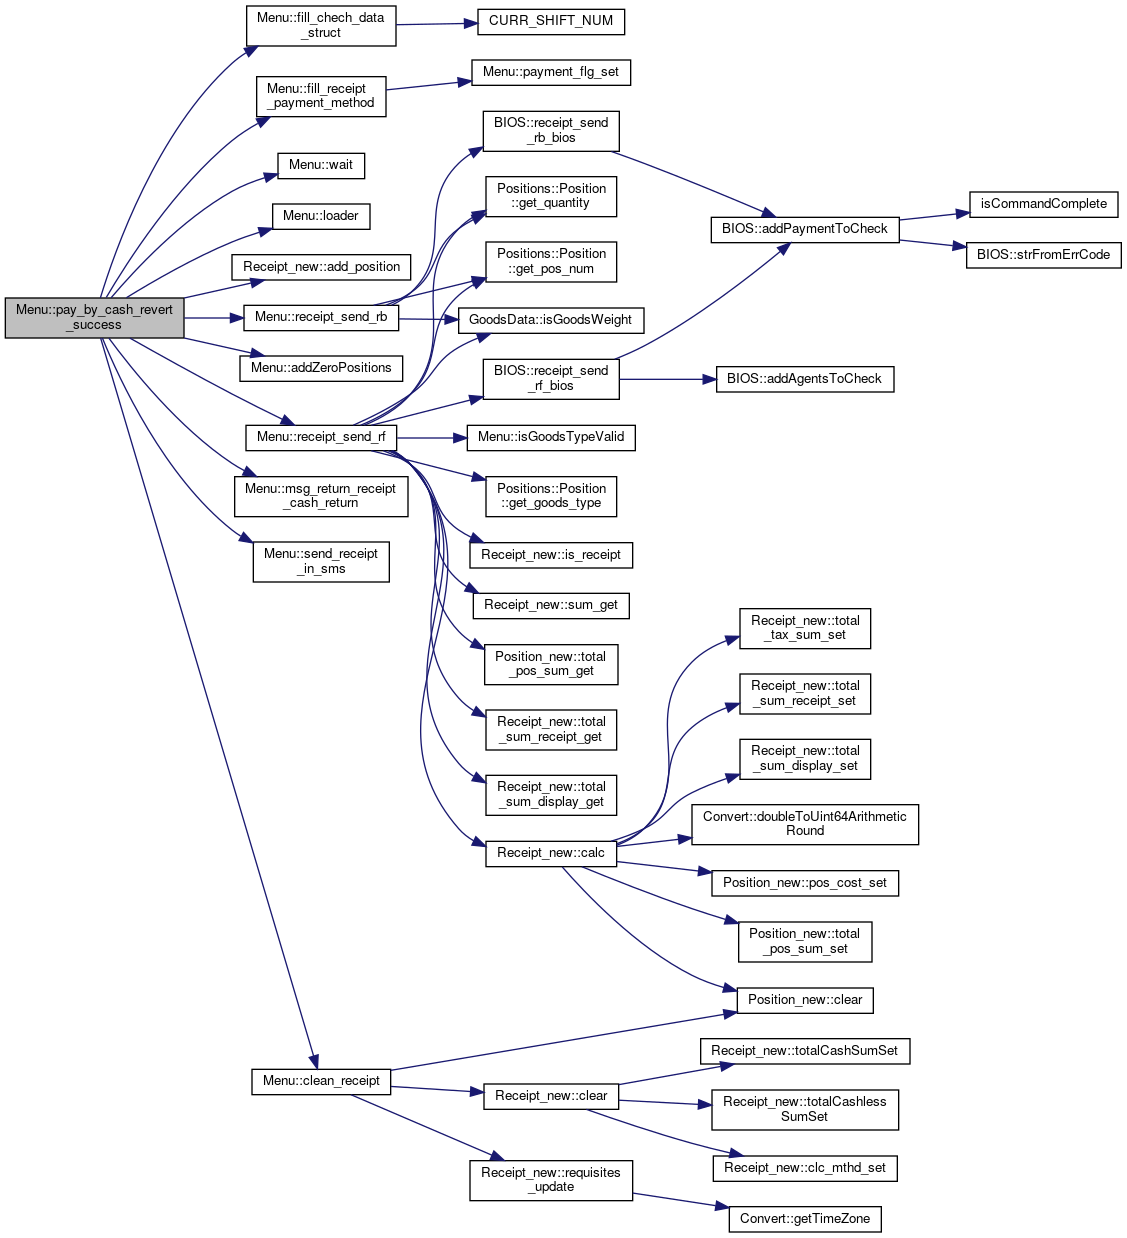 Menu::pay_by_cash_revert
_success
Menu::fill_chech_data
_struct
CURR_SHIFT_NUM
Menu::fill_receipt
_payment_method
Menu::payment_flg_set
Menu::wait
Menu::loader
Receipt_new::add_position
Menu::receipt_send_rb
BIOS::receipt_send
_rb_bios
Positions::Position
::get_quantity
Positions::Position
::get_pos_num
GoodsData::isGoodsWeight
BIOS::addPaymentToCheck
isCommandComplete
BIOS::strFromErrCode
Menu::addZeroPositions
Menu::receipt_send_rf
BIOS::receipt_send
_rf_bios
BIOS::addAgentsToCheck
Menu::isGoodsTypeValid
Positions::Position
::get_goods_type
Receipt_new::is_receipt
Receipt_new::sum_get
Position_new::total
_pos_sum_get
Receipt_new::total
_sum_receipt_get
Receipt_new::total
_sum_display_get
Receipt_new::calc
Receipt_new::total
_tax_sum_set
Receipt_new::total
_sum_receipt_set
Receipt_new::total
_sum_display_set
Convert::doubleToUint64Arithmetic
Round
Position_new::pos_cost_set
Position_new::total
_pos_sum_set
Position_new::clear
Menu::msg_return_receipt
_cash_return
Menu::send_receipt
_in_sms
Menu::clean_receipt
Receipt_new::clear
Receipt_new::totalCashSumSet
Receipt_new::totalCashless
SumSet
Receipt_new::clc_mthd_set
Receipt_new::requisites
_update
Convert::getTimeZone